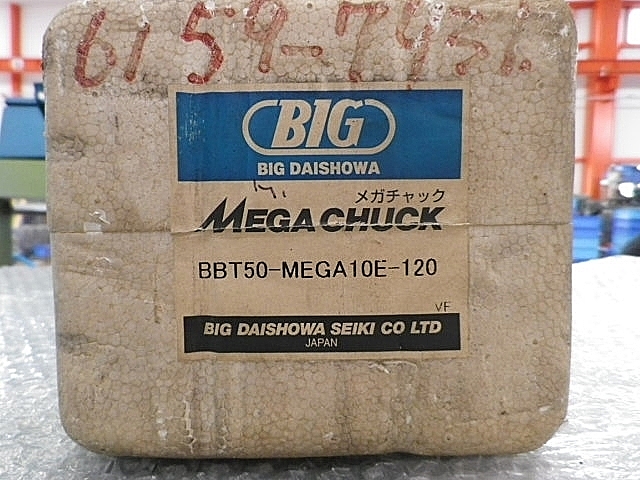 6159-7431
BIG
BIG DAISHOWA
メガチャック
MEGA CHUCK
BBT50-MEGA10E-120
VF
BIG DAISHOWA SEIKI CO LTD
JAPAN